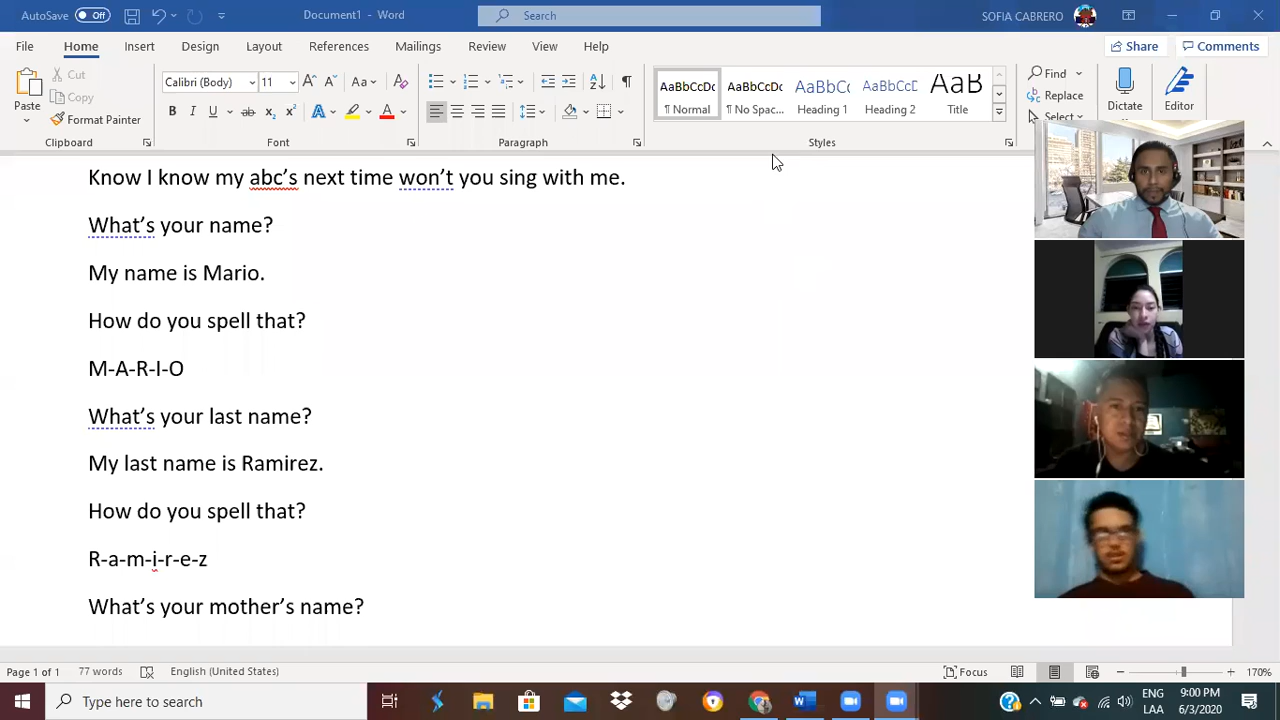 AutoSave Off Document1 - Word Search SOFIA CABRERO
File Home Insert Design Layout References Mailings Review View Help Share Comments
Paste Cut Copy Format Painter
Calibri (Body) 11
AaBbCcDc AaBbCcDc AaBbCc AaBbCcE AaB
¶ Normal ¶ No Spac... Heading 1 Heading 2 Title
Find Replace Select Dictate Editor
Clipboard Font Paragraph Styles
Know I know my abc’s next time won’t you sing with me.
What’s your name?
My name is Mario.
How do you spell that?
M-A-R-I-O
What’s your last name?
My last name is Ramirez.
How do you spell that?
R-a-m-i-r-e-z
What’s your mother’s name?
Page 1 of 1 77 words English (United States) Focus 170%
Type here to search ENG LAA 9:00 PM 6/3/2020